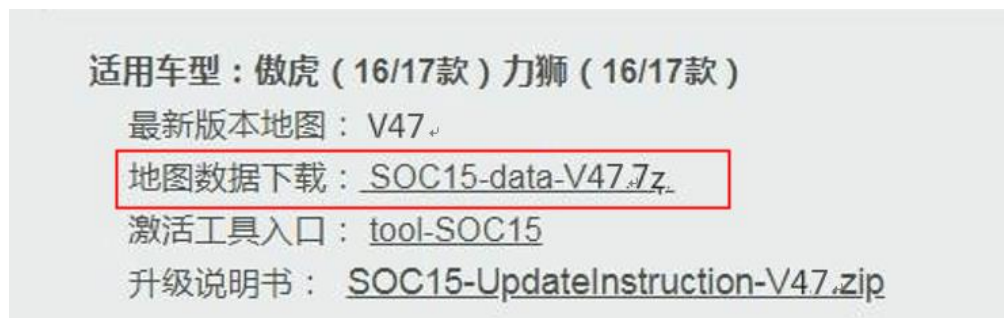 适用车型：傲虎（16/17款）力狮（16/17款）
最新版本地图： V47
地图数据下载： SOC15-data-V47.7z
激活工具入口： tool-SOC15
升级说明书： SOC15-UpdateInstruction-V47.zip